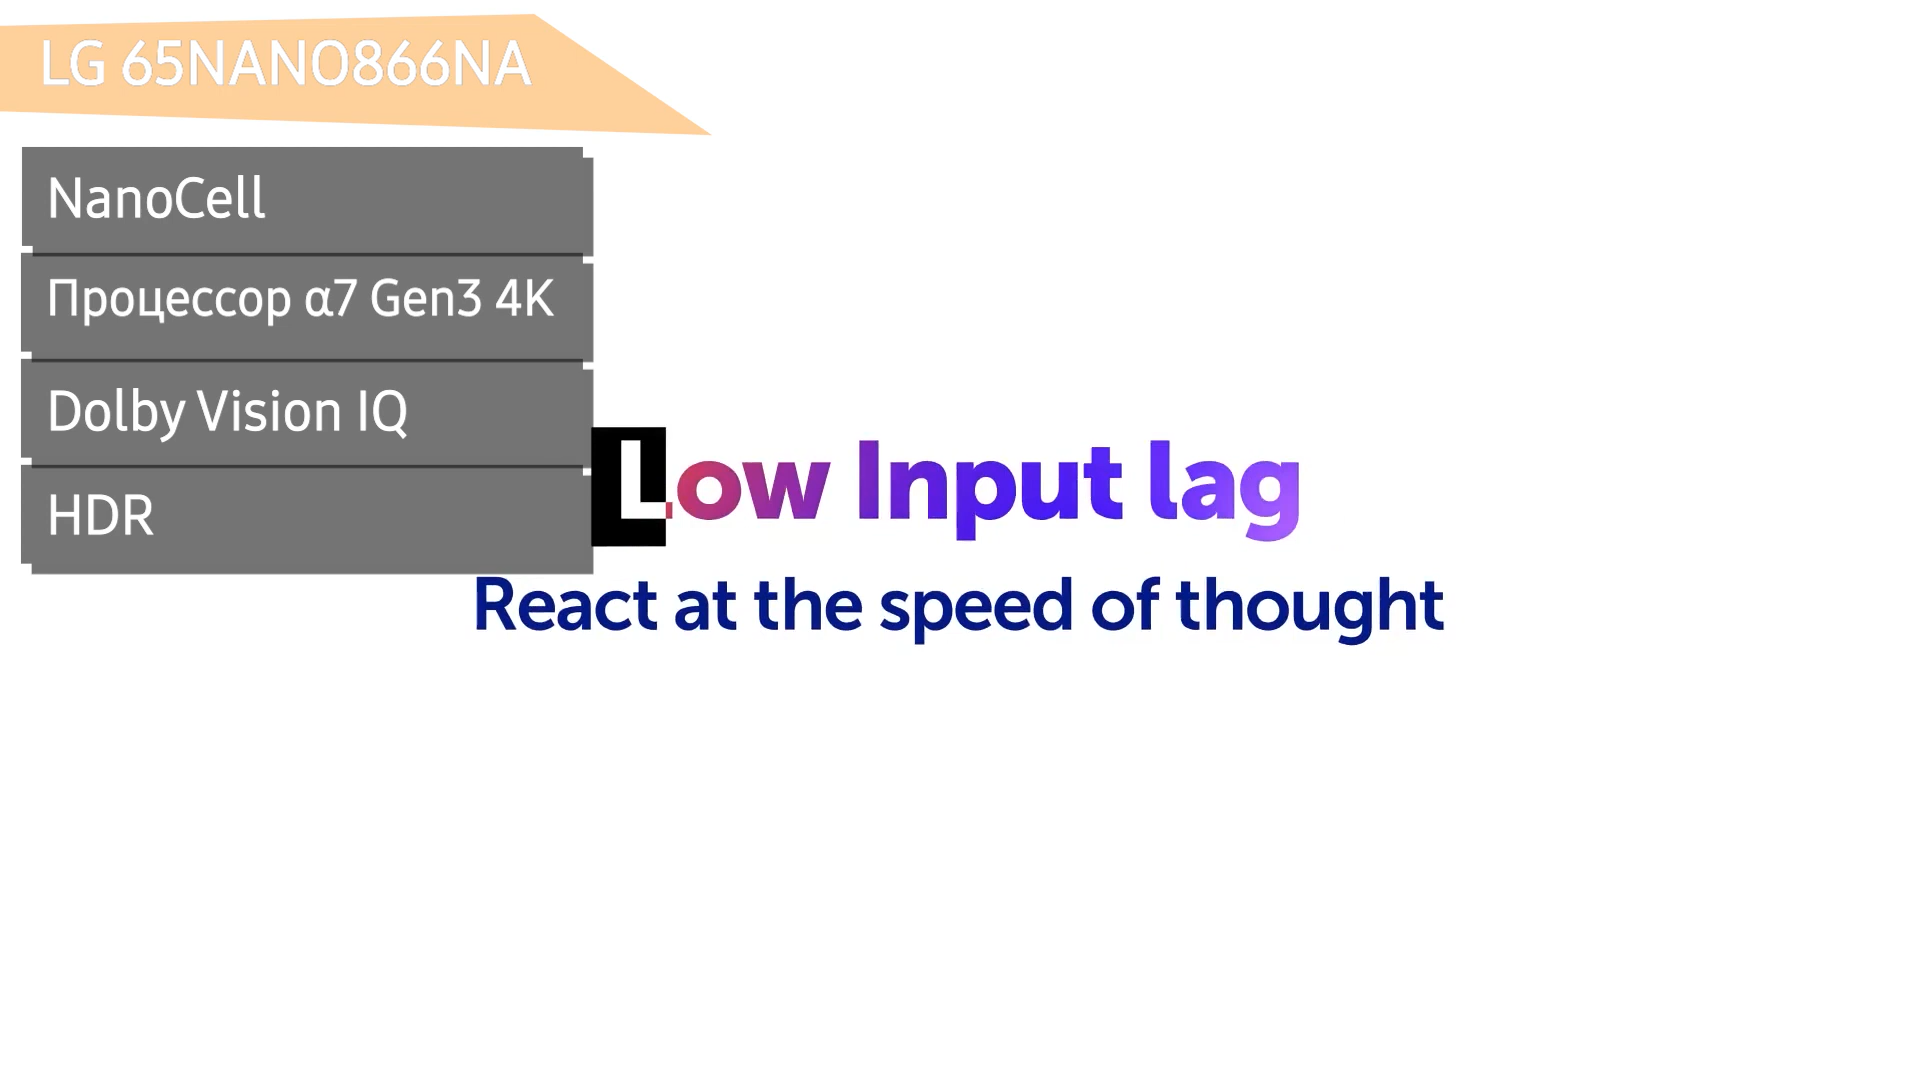 LG 65NANO866NA
NanoCell
Процессор α7 Gen3 4K
Dolby Vision IQ
HDR
Low Input lag
React at the speed of thought